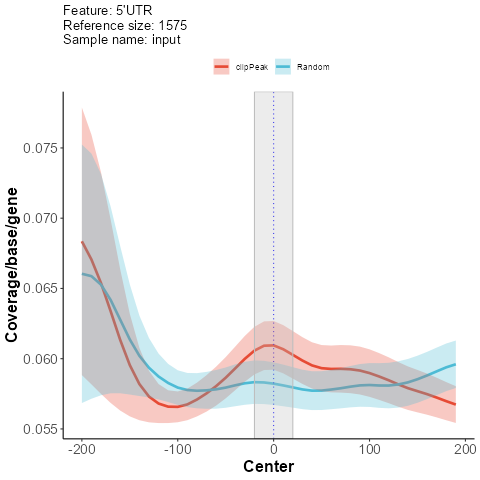 Feature: 5'UTR
Reference size: 1575
Sample name: input
clipPeak Random
0.075
0.070
0.065
0.060
0.055
Coverage/base/gene
-200 -100 0 100 200
Center